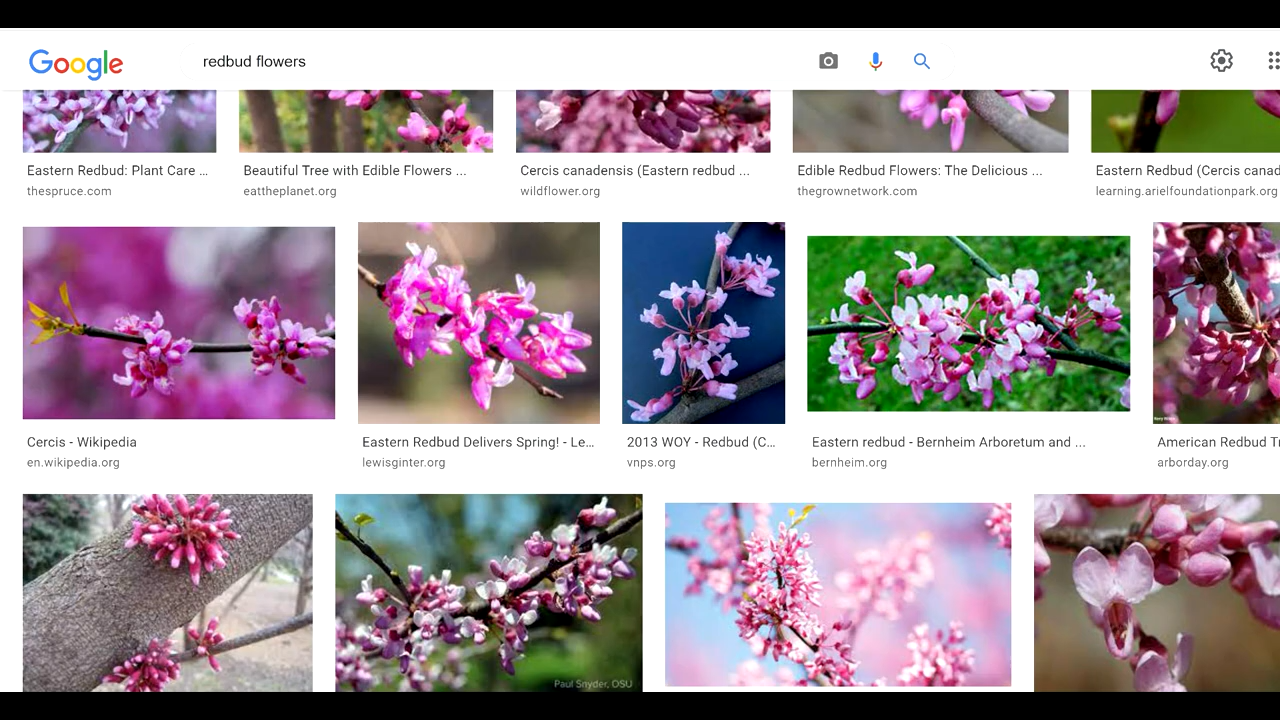 Google
redbud flowers
Eastern Redbud: Plant Care ...
thespruce.com
Beautiful Tree with Edible Flowers ...
eattheplanet.org
Cercis canadensis (Eastern redbud ...
wildflower.org
Edible Redbud Flowers: The Delicious ...
thegrownetwork.com
Eastern Redbud (Cercis canad
learning.arielfoundationpark.org
Cercis - Wikipedia
en.wikipedia.org
Eastern Redbud Delivers Spring! - Le...
lewisginter.org
2013 WOY - Redbud (C...
vnps.org
Eastern redbud - Bernheim Arboretum and ...
bernheim.org
American Redbud Tr
arborday.org
Paul Snyder, OSU